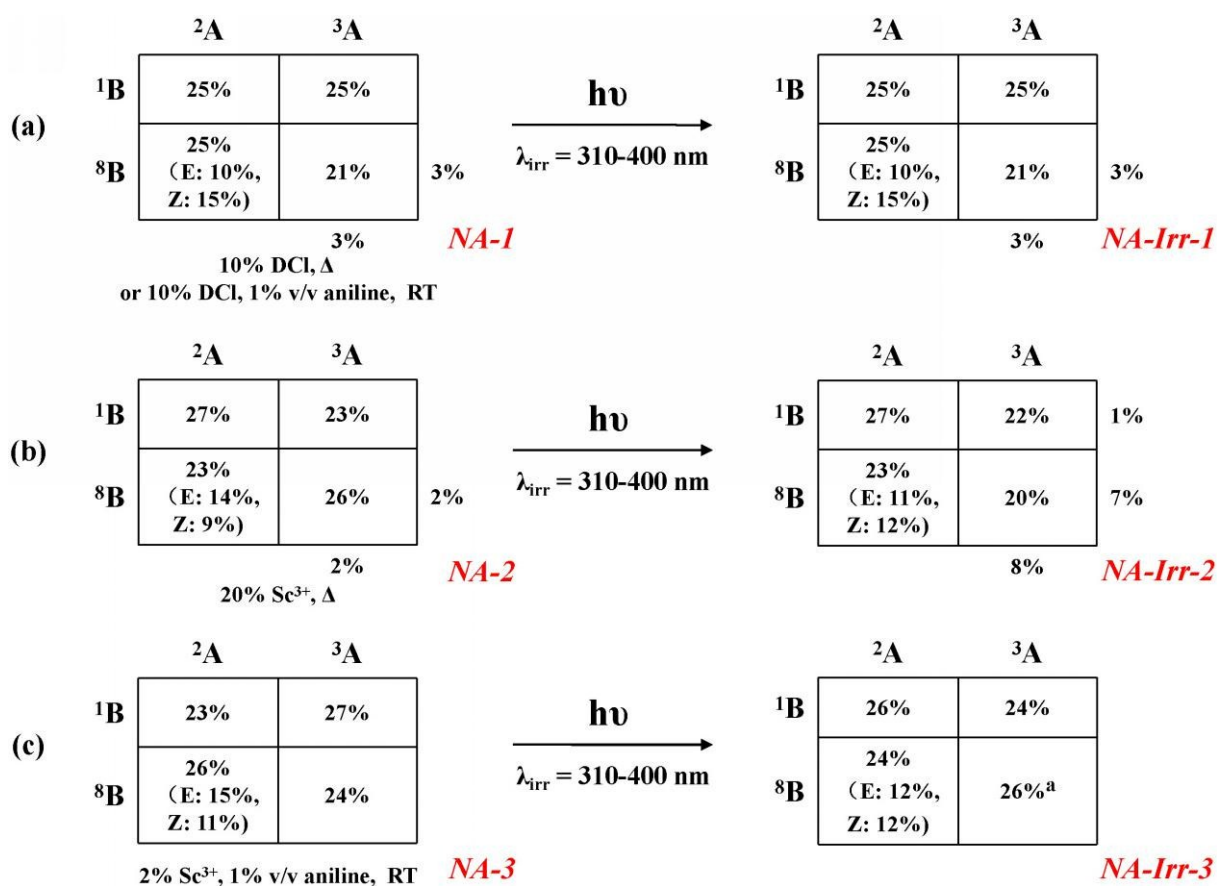 ²A ³A ²A ³A
(a)
¹B 25% 25% hυ ¹B 25% 25%
λirr = 310-400 nm
⁸B 25% 21% 3% ⁸B 25% 21% 3%
(E: 10%, (E: 10%,
Z: 15%) Z: 15%)
3% NA-1 3% NA-Irr-1
10% DCl, Δ
or 10% DCl, 1% v/v aniline, RT
²A ³A ²A ³A
(b)
¹B 27% 23% hυ ¹B 27% 22% 1%
λirr = 310-400 nm
⁸B 23% 26% 2% ⁸B 23% 20% 7%
(E: 14%, (E: 11%,
Z: 9%) Z: 12%)
2% NA-2 8% NA-Irr-2
20% Sc³⁺, Δ
²A ³A ²A ³A
(c)
¹B 23% 27% hυ ¹B 26% 24%
λirr = 310-400 nm
⁸B 26% 24% ⁸B 24% 26%ᵃ
(E: 15%, (E: 12%,
Z: 11%) Z: 12%)
2% Sc³⁺, 1% v/v aniline, RT NA-3 NA-Irr-3